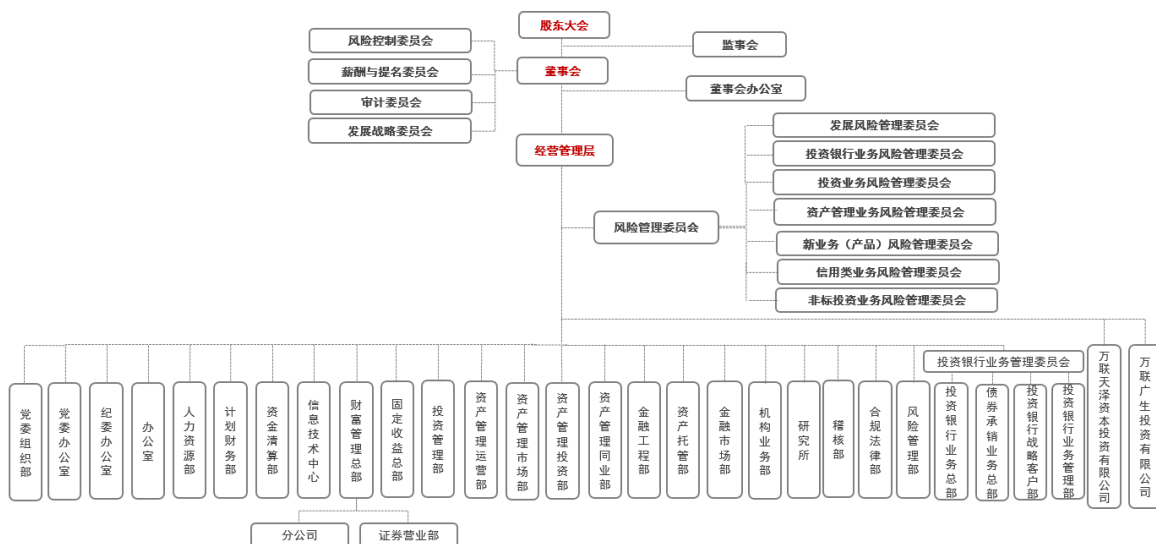 股东大会
监事会
风险控制委员会
薪酬与提名委员会
审计委员会
发展战略委员会
董事会
董事会办公室
经营管理层
风险管理委员会
发展风险管理委员会
投资银行业务风险管理委员会
投资业务风险管理委员会
资产管理业务风险管理委员会
新业务（产品）风险管理委员会
信用类业务风险管理委员会
非标投资业务风险管理委员会
投资银行业务管理委员会
党委组织部
党委办公室
纪委办公室
办公室
人力资源部
计划财务部
资金清算部
信息技术中心
财富管理总部
固定收益总部
投资管理部
资产管理运营部
资产管理市场部
资产管理投资部
资产管理同业部
金融工程部
资产托管部
金融市场部
机构业务部
研究所
稽核部
合规法律部
风险管理部
投资银行业务总部
债券承销业务总部
投资银行战略客户部
投资银行业务管理部
万联天泽资本投资有限公司
万联广生投资有限公司
分公司
证券营业部